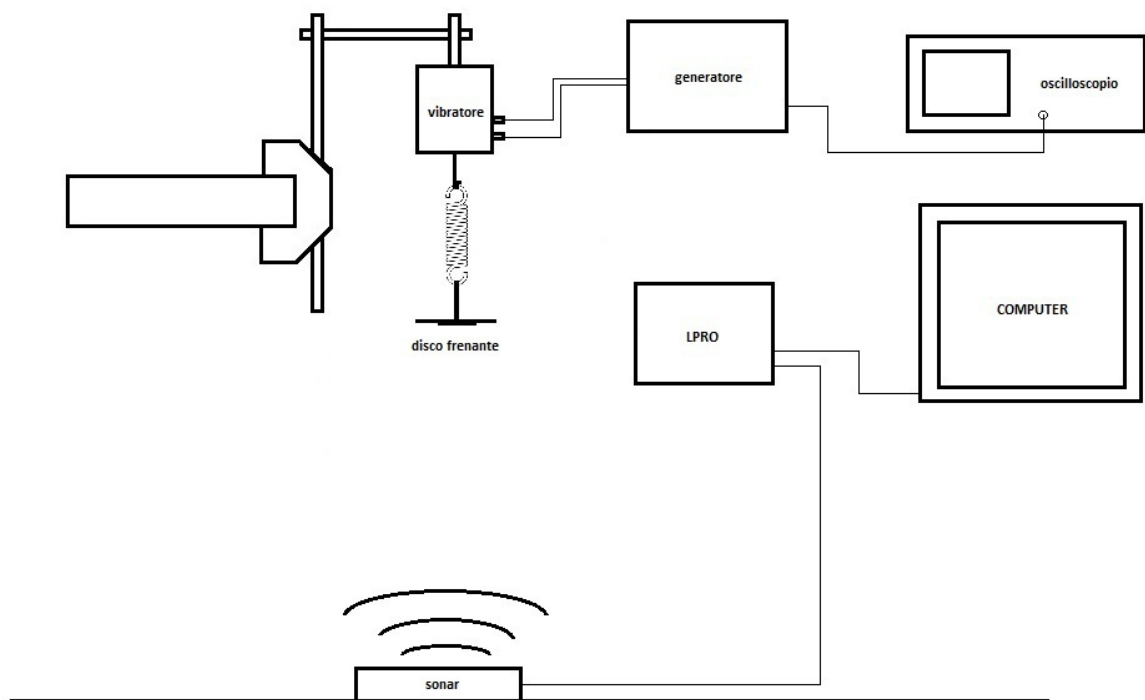 generatore
oscilloscopio
vibratore
COMPUTER
LPRO
disco frenante
sonar